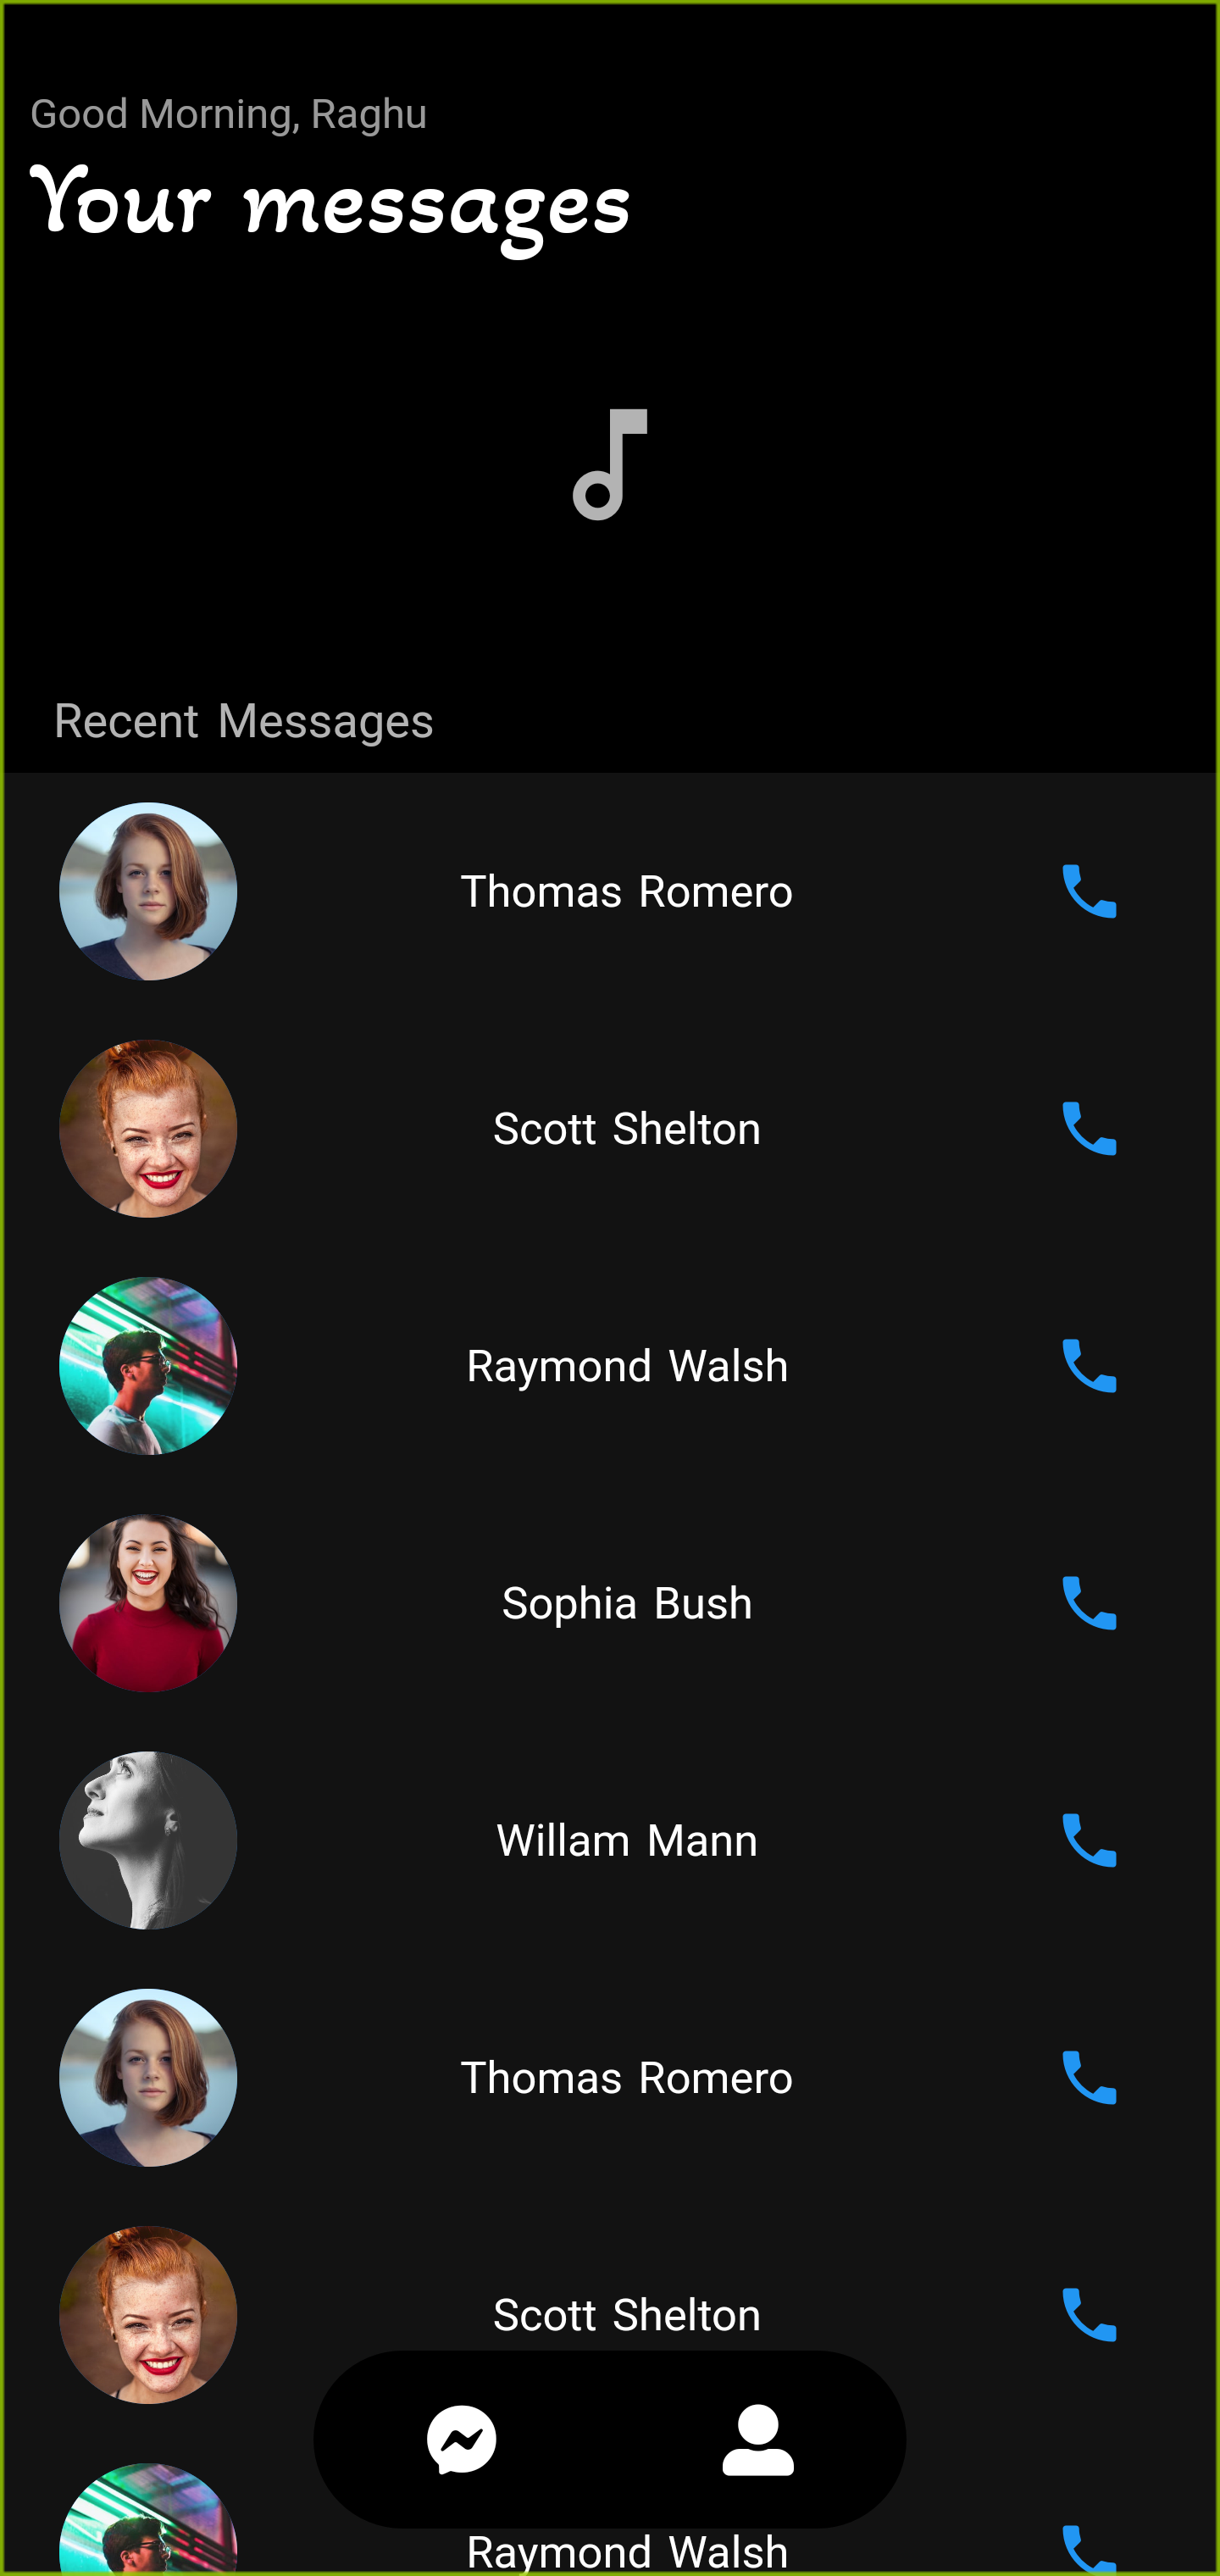 Good Morning, Raghu
Your messages
Recent Messages
Thomas Romero
Scott Shelton
Raymond Walsh
Sophia Bush
Willam Mann
Thomas Romero
Scott Shelton
Raymond Walsh